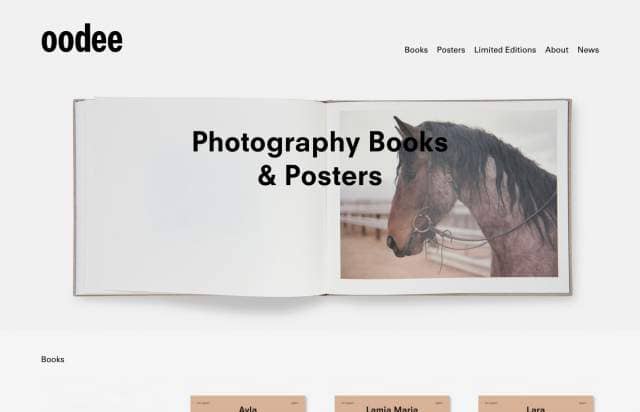 oodee
Books Posters Limited Editions About News
Photography Books
& Posters
Books
Ayla
Lamia Maria
Lara